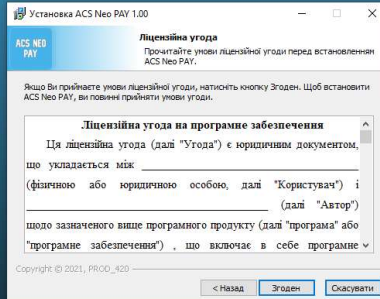 Установка ACS Neo PAY 1.00
ACS NEO
PAY
Ліцензійна угода
Прочитайте умови ліцензійної угоди перед встановленням
ACS Neo PAY.
Якщо Ви приймаєте умови ліцензійної угоди, натисніть кнопку Згоден. Щоб встановити
ACS Neo PAY, ви повинні прийняти умови угоди.
Ліцензійна угода на програмне забезпечення
Ця ліцензійна угода (далі "Угода") є юридичним документом,
що укладається між ____________________
(фізичною або юридичною особою, далі "Користувач") і
____________________ (далі "Автор")
щодо зазначеного вище програмного продукту (далі "програма" або
"програмне забезпечення") , що включає в себе програмне
Copyright © 2021, PROD_420
< Назад
Згоден
Скасувати